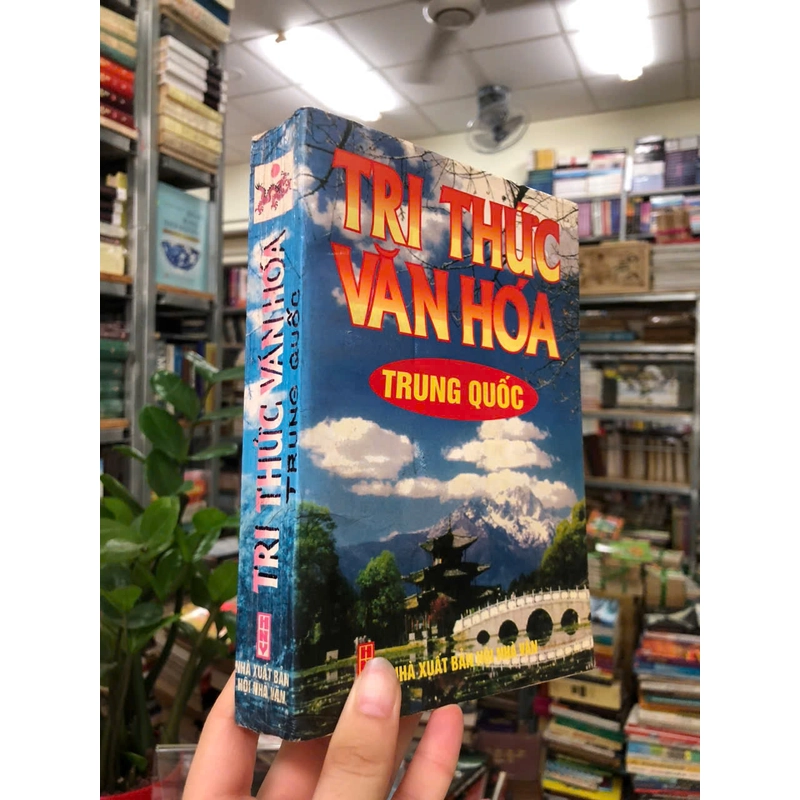 TRI THỨC
VĂN HÓA
TRUNG QUỐC
NHÀ XUẤT BẢN HỘI NHÀ VĂN
TRI THỨC VĂN HÓA
TRUNG QUỐC
HNV
NHÀ XUẤT BẢN
HỘI NHÀ VĂN